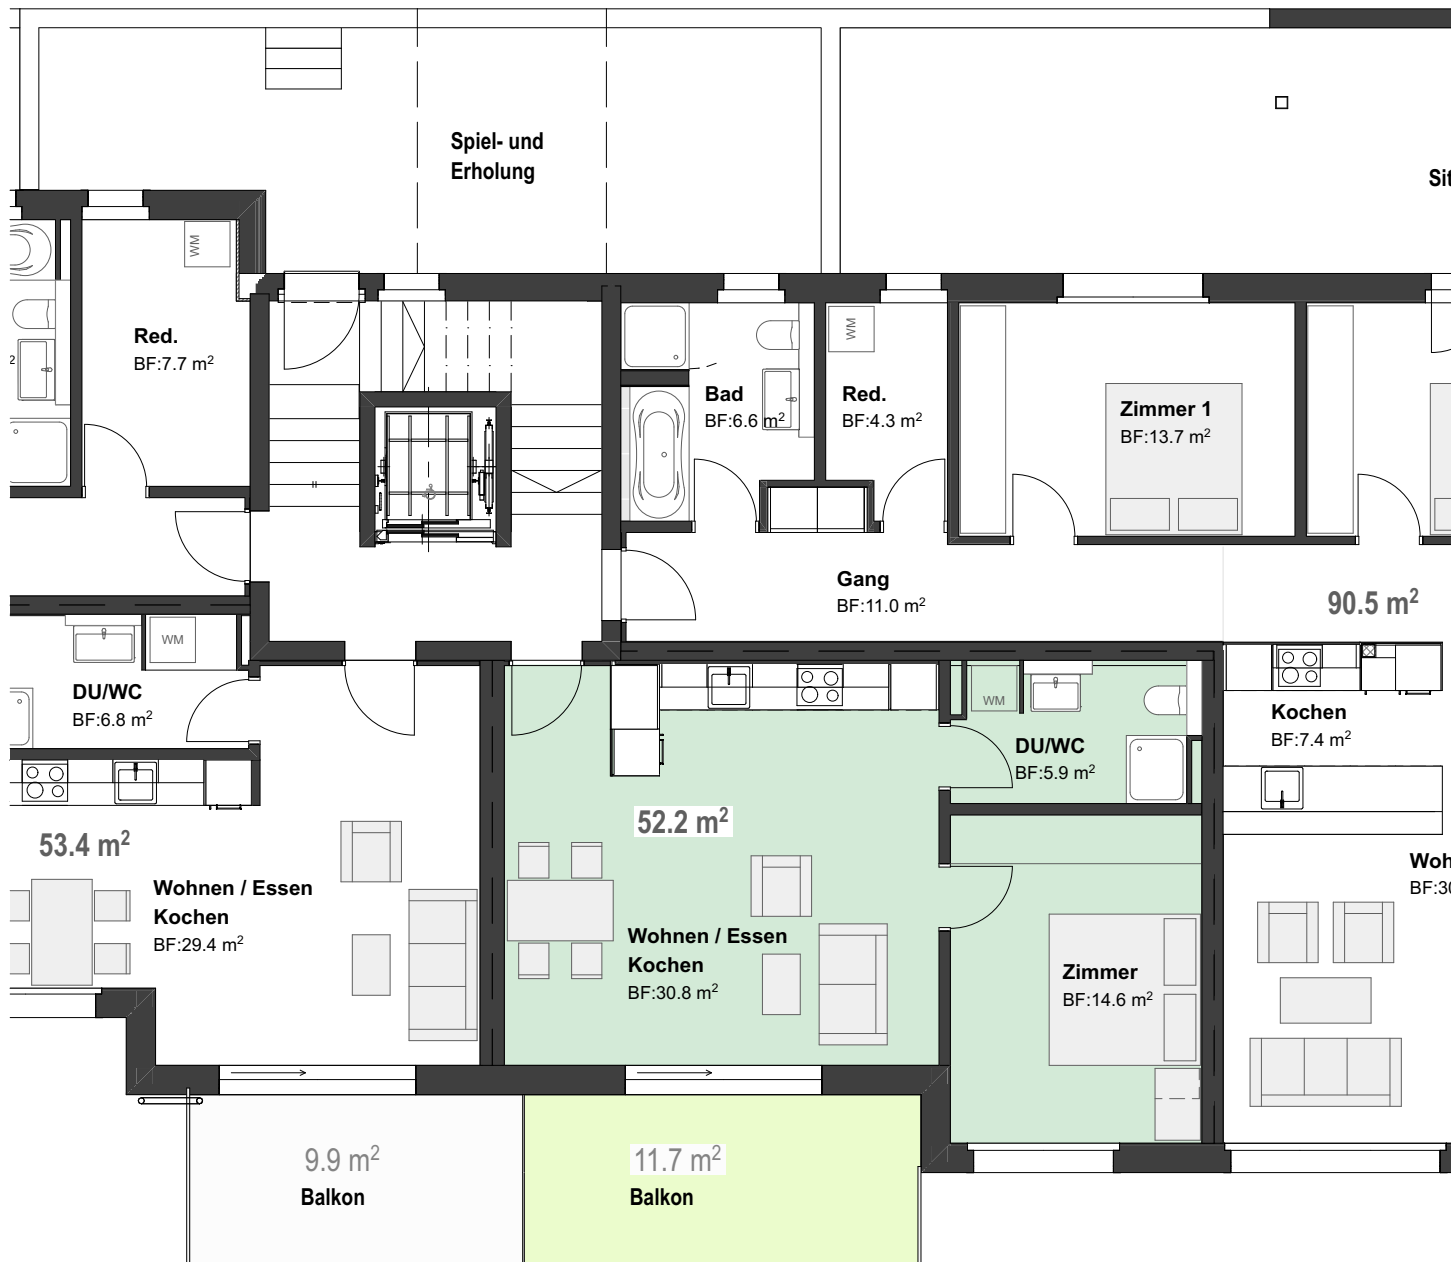 Spiel- und
Erholung
Sit
WM
Red.
BF:7.7 m²
WM
Bad
BF:6.6 m²
Red.
BF:4.3 m²
Zimmer 1
BF:13.7 m²
Gang
BF:11.0 m²
90.5 m²
WM
DU/WC
BF:6.8 m²
WM
DU/WC
BF:5.9 m²
Kochen
BF:7.4 m²
53.4 m²
52.2 m²
Wohnen / Essen
Kochen
BF:29.4 m²
Wohnen / Essen
Kochen
BF:30.8 m²
Zimmer
BF:14.6 m²
Woh
BF:30
9.9 m²
Balkon
11.7 m²
Balkon